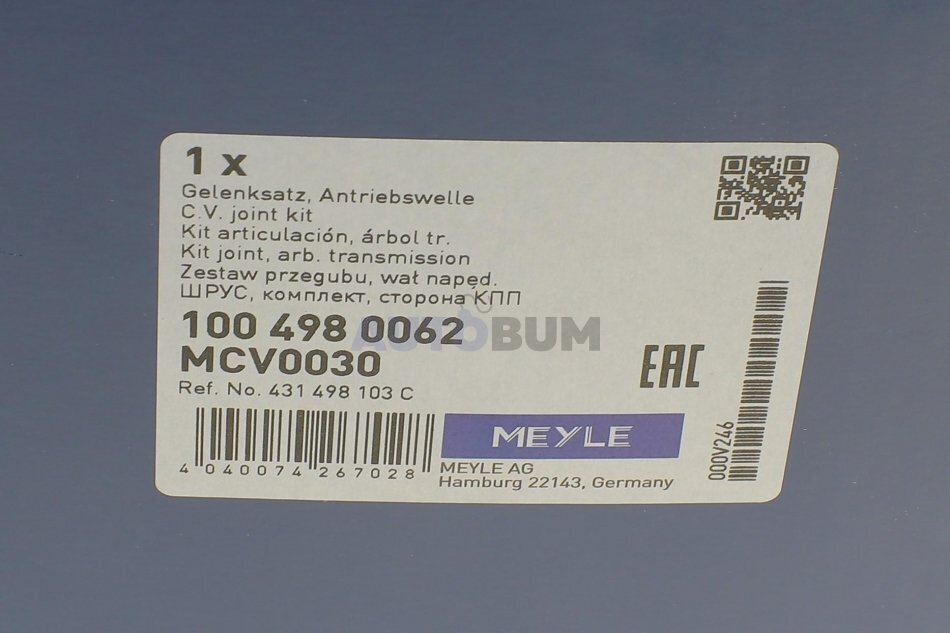 1 x
Gelenksatz, Antriebswelle
C.V. joint kit
Kit articulación, árbol tr.
Kit joint, arb. transmission
Zestaw przegubu, wał napęd.
ШРУС, комплект, сторона КПП
100 498 0062
AUTOBUM
MCV0030
EAC
Ref. No. 431 498 103 C
MEYLE
4 040074 267028
MEYLE AG
Hamburg 22143, Germany
000V246